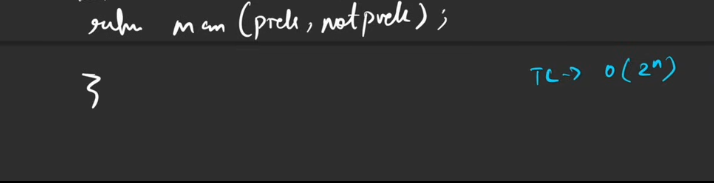 return max (pick, notpick) ;
}
TC -> O(2^n)